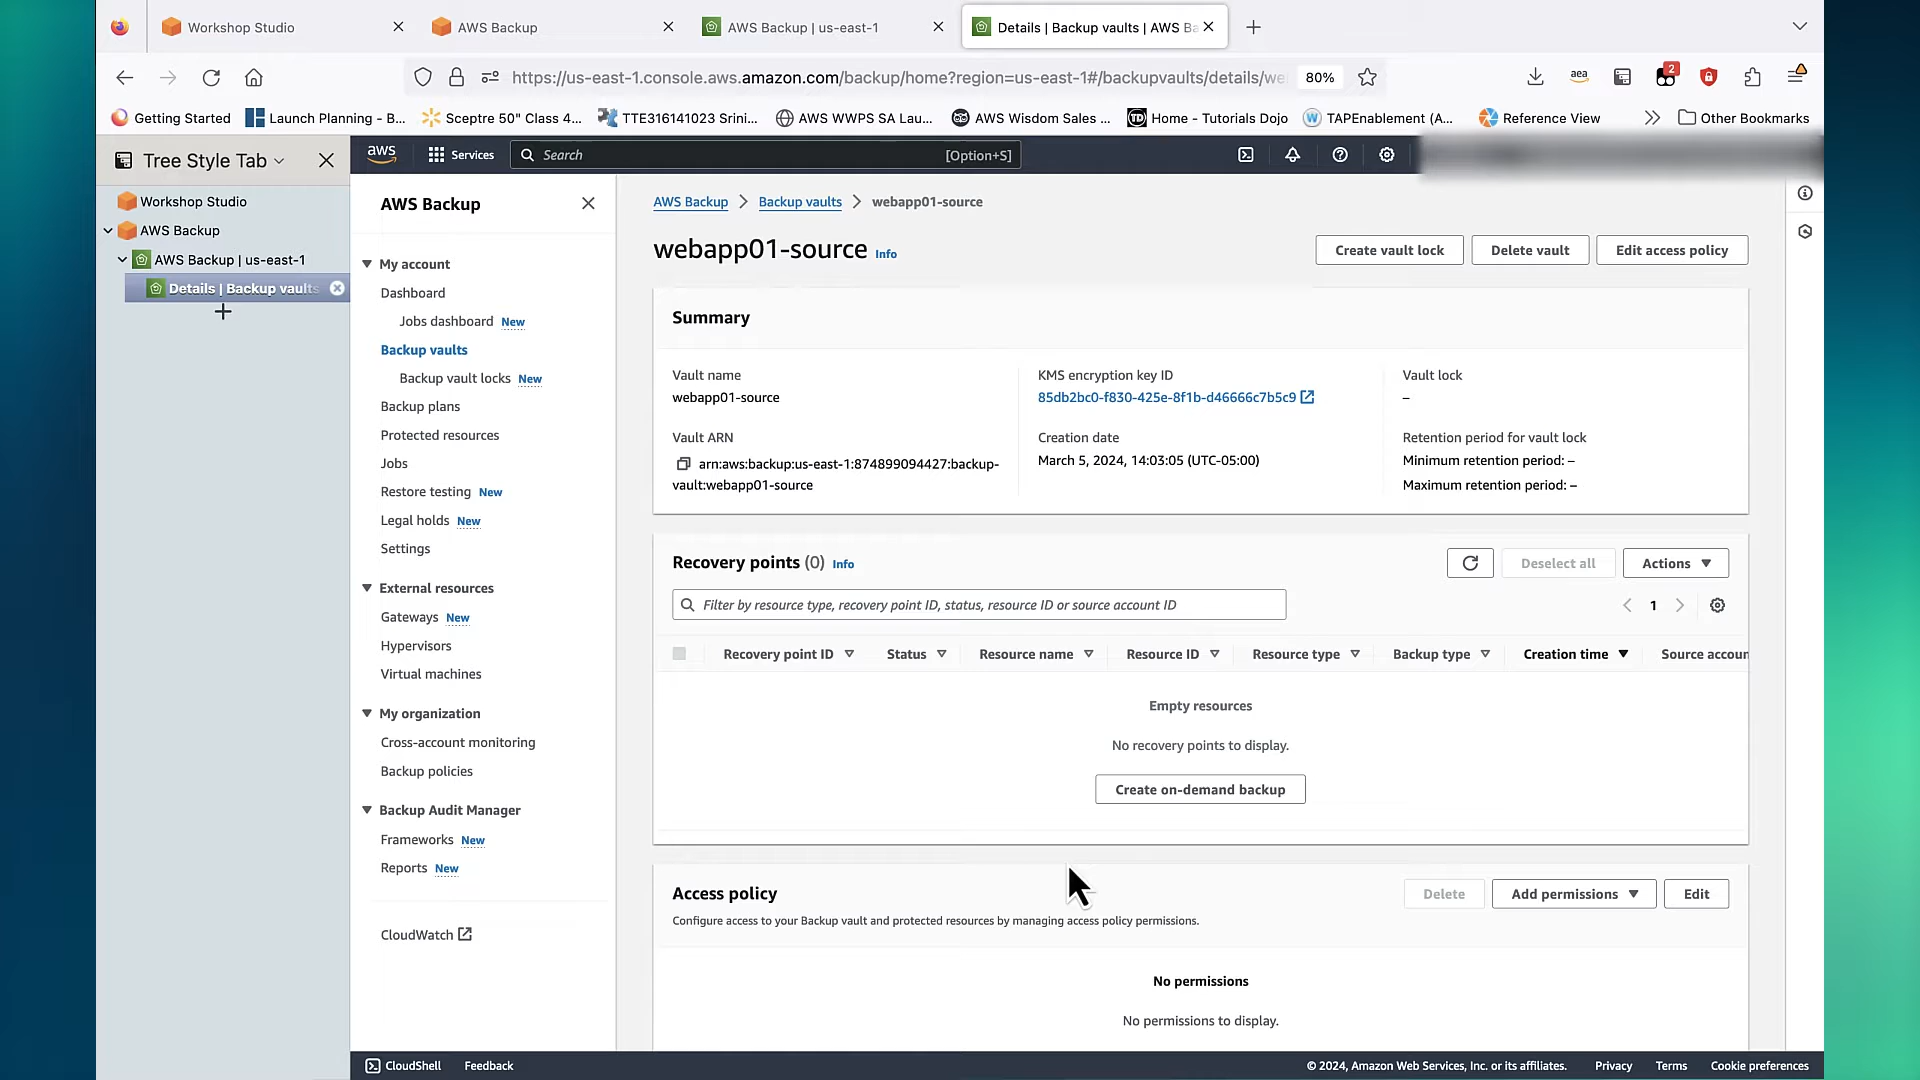 Workshop Studio
AWS Backup
AWS Backup | us-east-1
Details | Backup vaults | AWS Ba
https://us-east-1.console.aws.amazon.com/backup/home?region=us-east-1#/backupvaults/details/we
80%
aea
2
Getting Started
Launch Planning - B...
Sceptre 50" Class 4...
TTE316141023 Srini...
AWS WWPS SA Lau...
AWS Wisdom Sales ...
TD
Home - Tutorials Dojo
W
TAPEnablement (A...
Reference View
Other Bookmarks
Tree Style Tab
Workshop Studio
AWS Backup
AWS Backup | us-east-1
Details | Backup vaults
aws
Services
Search
[Option+S]
AWS Backup
My account
Dashboard
Jobs dashboard New
Backup vaults
Backup vault locks New
Backup plans
Protected resources
Jobs
Restore testing New
Legal holds New
Settings
External resources
Gateways New
Hypervisors
Virtual machines
My organization
Cross-account monitoring
Backup policies
Backup Audit Manager
Frameworks New
Reports New
CloudWatch
AWS Backup > Backup vaults > webapp01-source
webapp01-source Info
Create vault lock
Delete vault
Edit access policy
Summary
Vault name
webapp01-source
Vault ARN
arn:aws:backup:us-east-1:874899094427:backup-
vault:webapp01-source
KMS encryption key ID
85db2bc0-f830-425e-8f1b-d46666c7b5c9
Creation date
March 5, 2024, 14:03:05 (UTC-05:00)
Vault lock
–
Retention period for vault lock
Minimum retention period: –
Maximum retention period: –
Recovery points (0) Info
Deselect all
Actions
Filter by resource type, recovery point ID, status, resource ID or source account ID
1
Recovery point ID
Status
Resource name
Resource ID
Resource type
Backup type
Creation time
Source accoun
Empty resources
No recovery points to display.
Create on-demand backup
Access policy
Configure access to your Backup vault and protected resources by managing access policy permissions.
Delete
Add permissions
Edit
No permissions
No permissions to display.
CloudShell
Feedback
© 2024, Amazon Web Services, Inc. or its affiliates.
Privacy
Terms
Cookie preferences